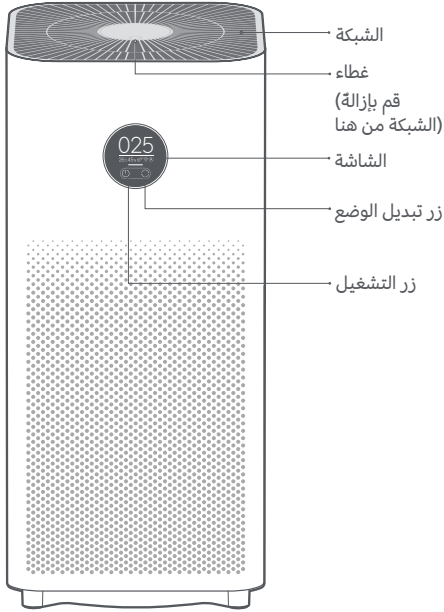 الشبكة
غطاء
(قم بإزالة
الشبكة من هنا)
الشاشة
025
زر تبديل الوضع
زر التشغيل